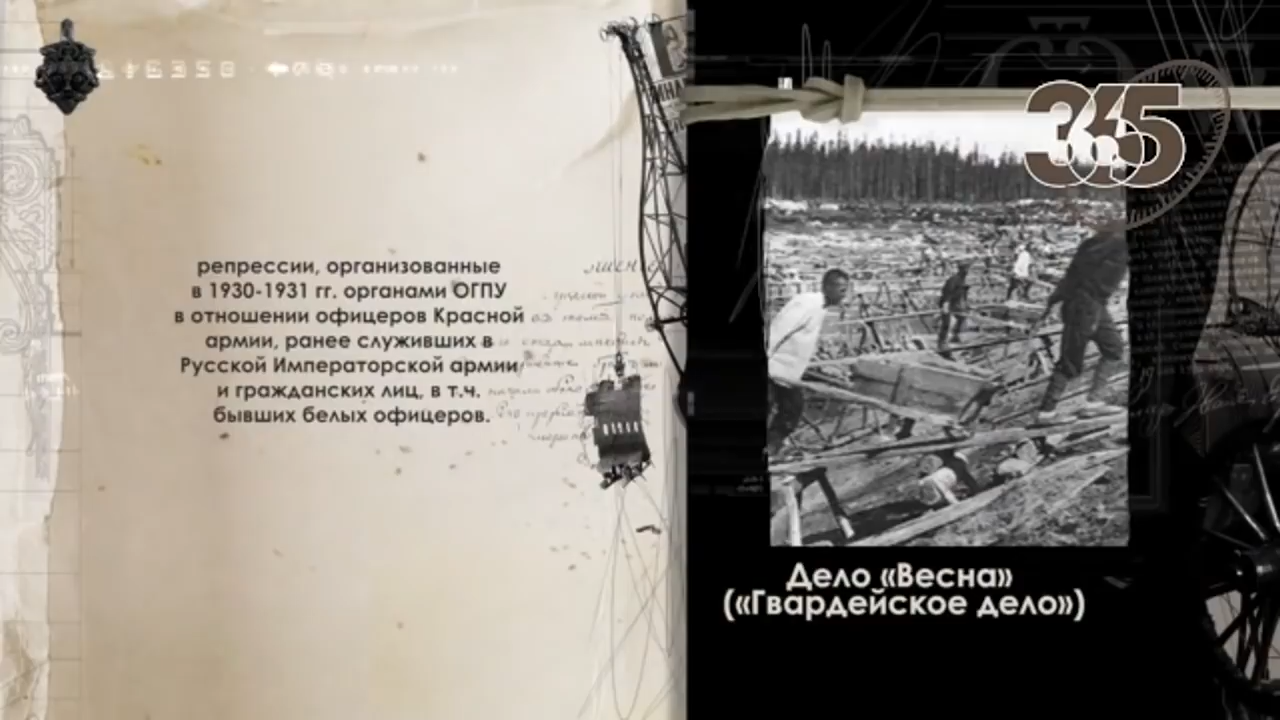 репрессии, организованные
в 1930-1931 гг. органами ОГПУ
в отношении офицеров Красной
армии, ранее служивших в
Русской Императорской армии
и гражданских лиц, в т.ч.
бывших белых офицеров.
365
Дело «Весна»
(«Гвардейское дело»)